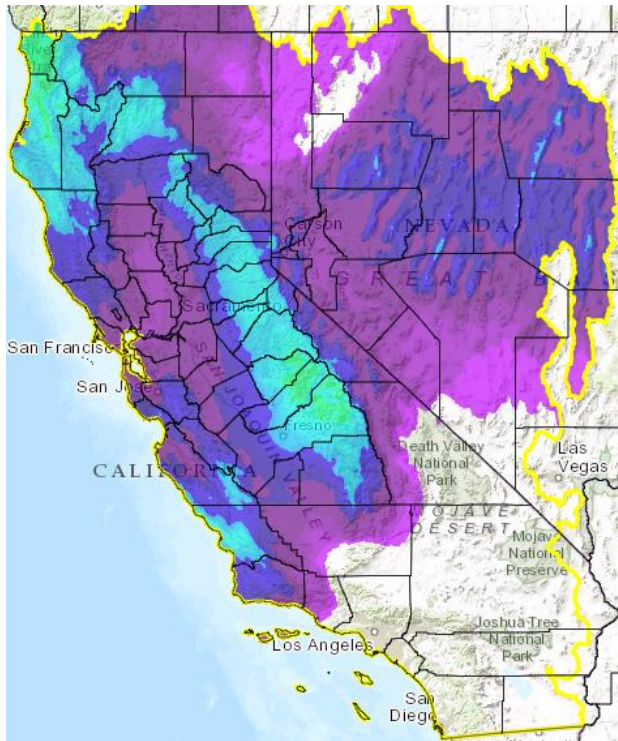 Carson
City
NEVADA
GREAT B
Sacramento
San Francisc
San Jose
SAN JOAQUIN VALLEY
Fresno
CALIFORNIA
Death Valley
National
Park
Las
Vegas
MOJAVE
DESERT
Mojave
National
Preserve
Joshua Tree
National
Park
Los Angeles
San
Diego